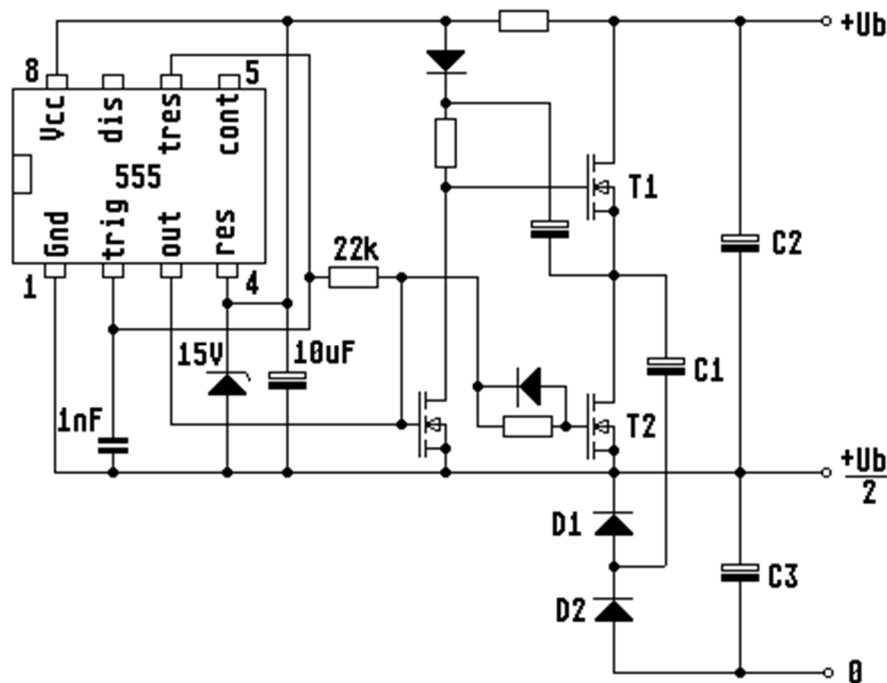 +Ub
8
5
Vcc
dis
tres
cont
555
T1
Gnd
trig
out
res
1
4
22k
C2
15V
10uF
C1
1nF
T2
+Ub
2
D1
C3
D2
0